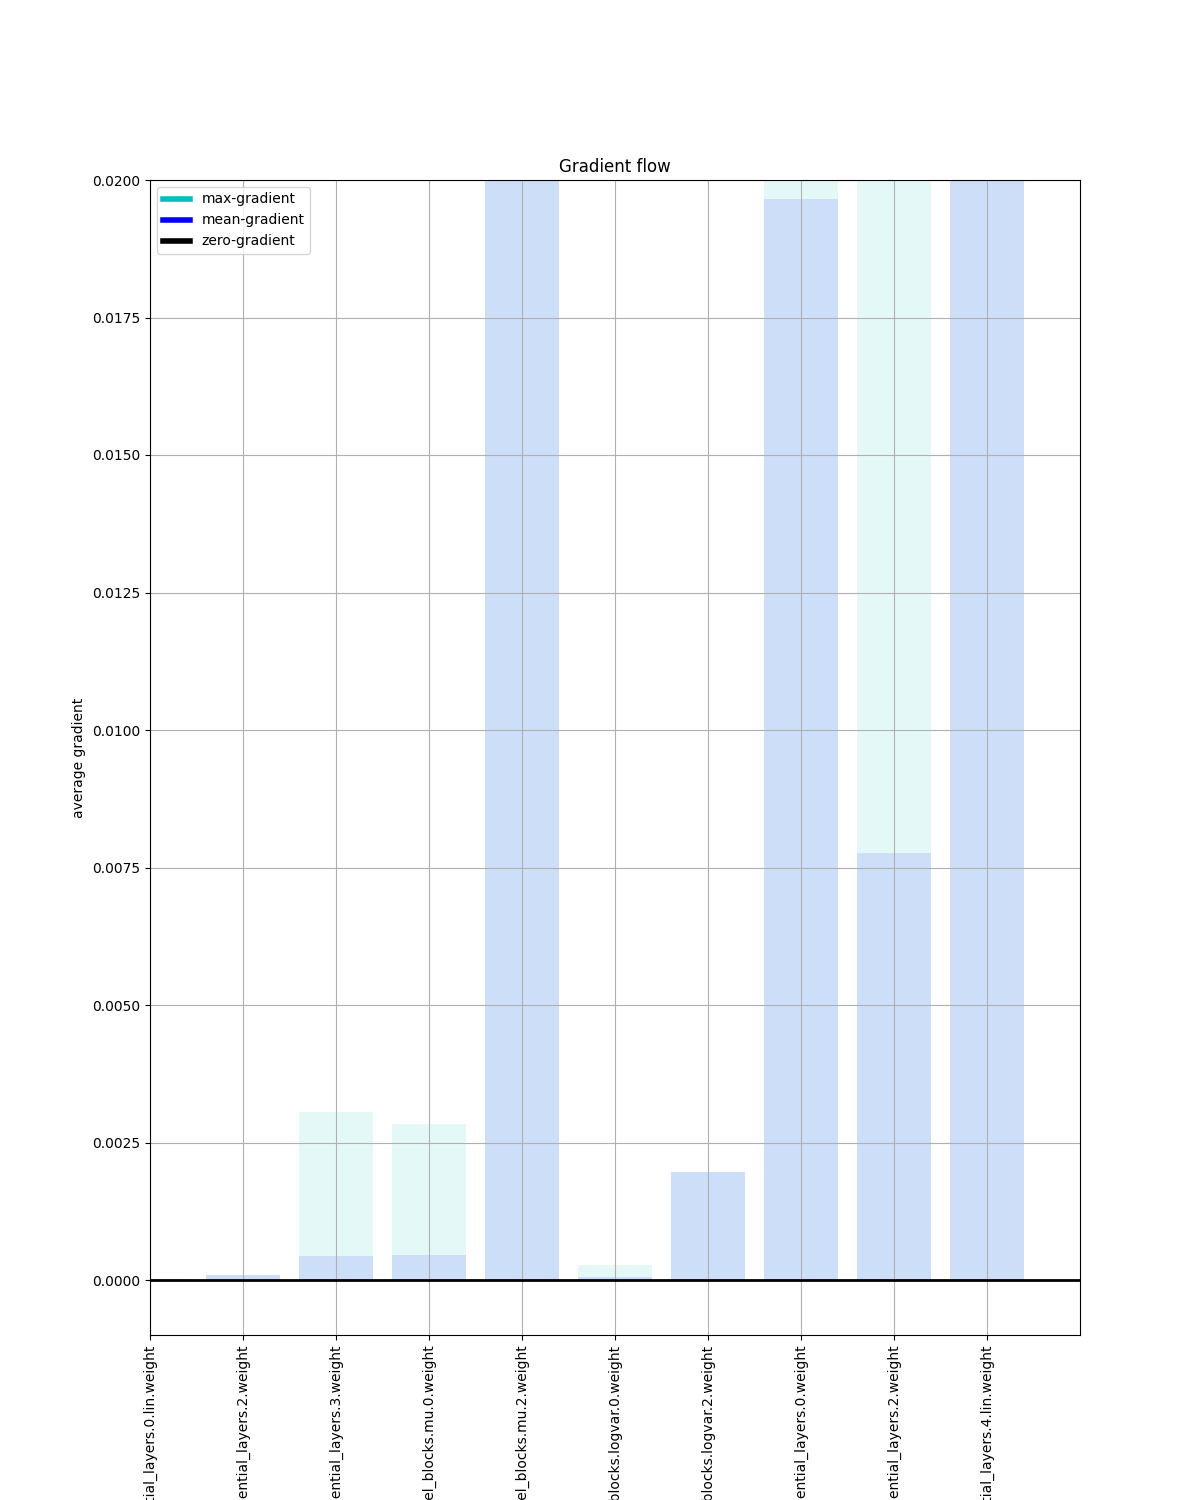 Gradient flow
max-gradient
mean-gradient
zero-gradient
0.0200
0.0175
0.0150
0.0125
0.0100
0.0075
0.0050
0.0025
0.0000
average gradient
tial_layers.0.lin.weight
ential_layers.2.weight
ential_layers.3.weight
el_blocks.mu.0.weight
el_blocks.mu.2.weight
blocks.logvar.0.weight
blocks.logvar.2.weight
ential_layers.0.weight
ential_layers.2.weight
tial_layers.4.lin.weight